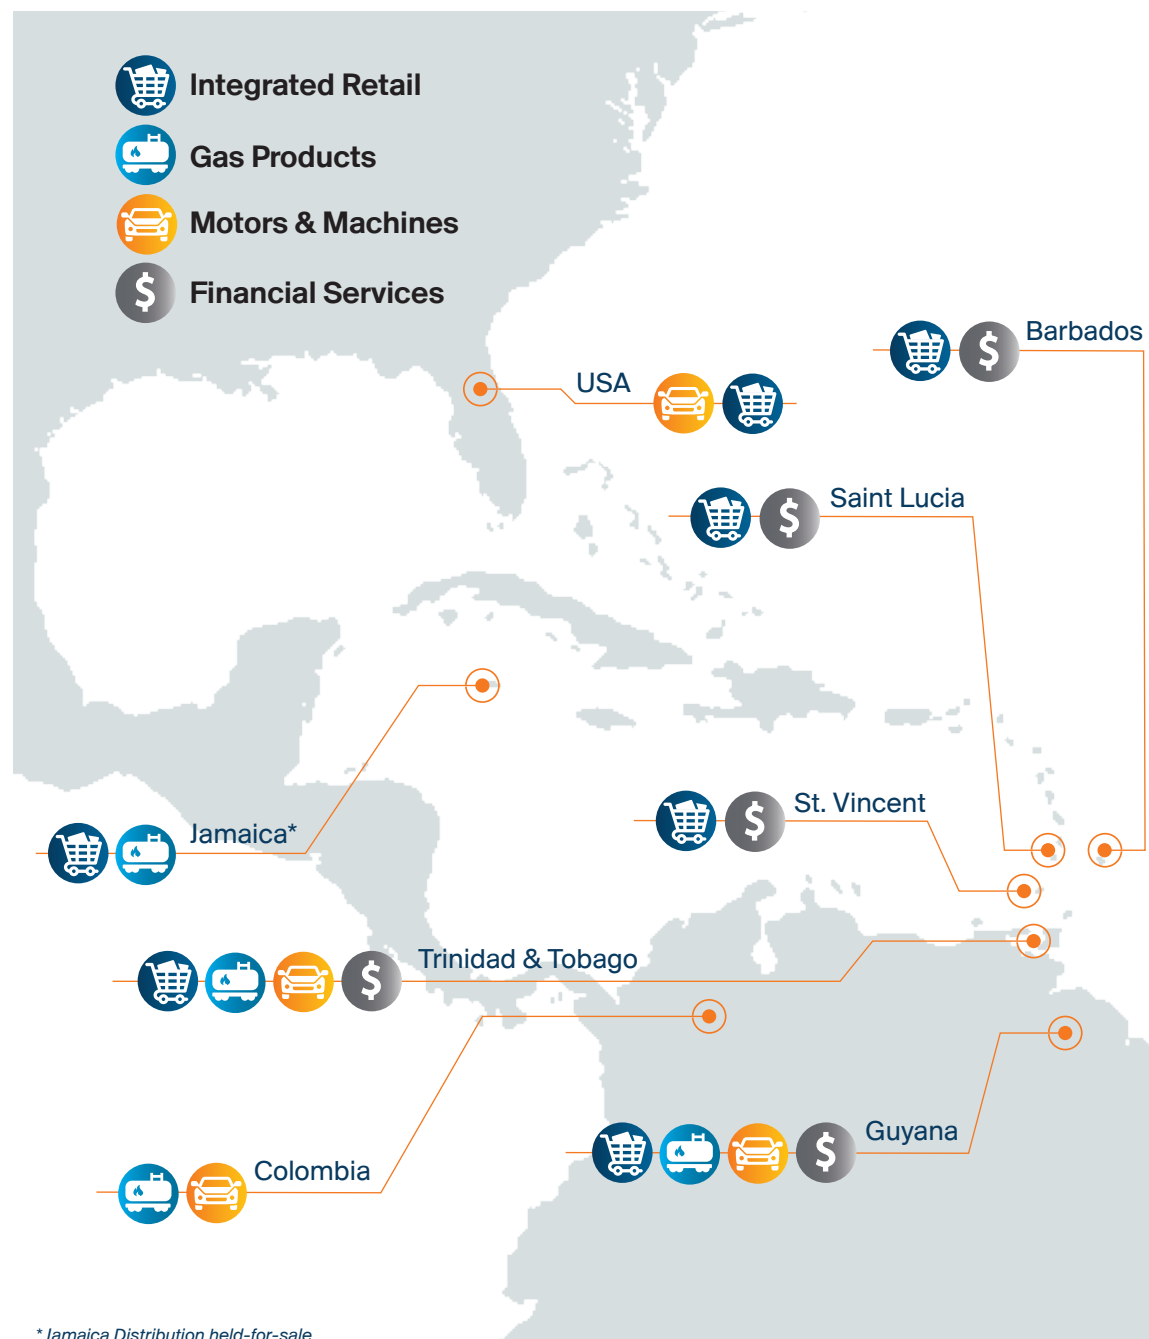 Integrated Retail
Gas Products
Motors & Machines
$ Financial Services
$ Barbados
USA
$ Saint Lucia
$ St. Vincent
Jamaica*
$ Trinidad & Tobago
$ Guyana
Colombia
*Jamaica Distribution held-for-sale